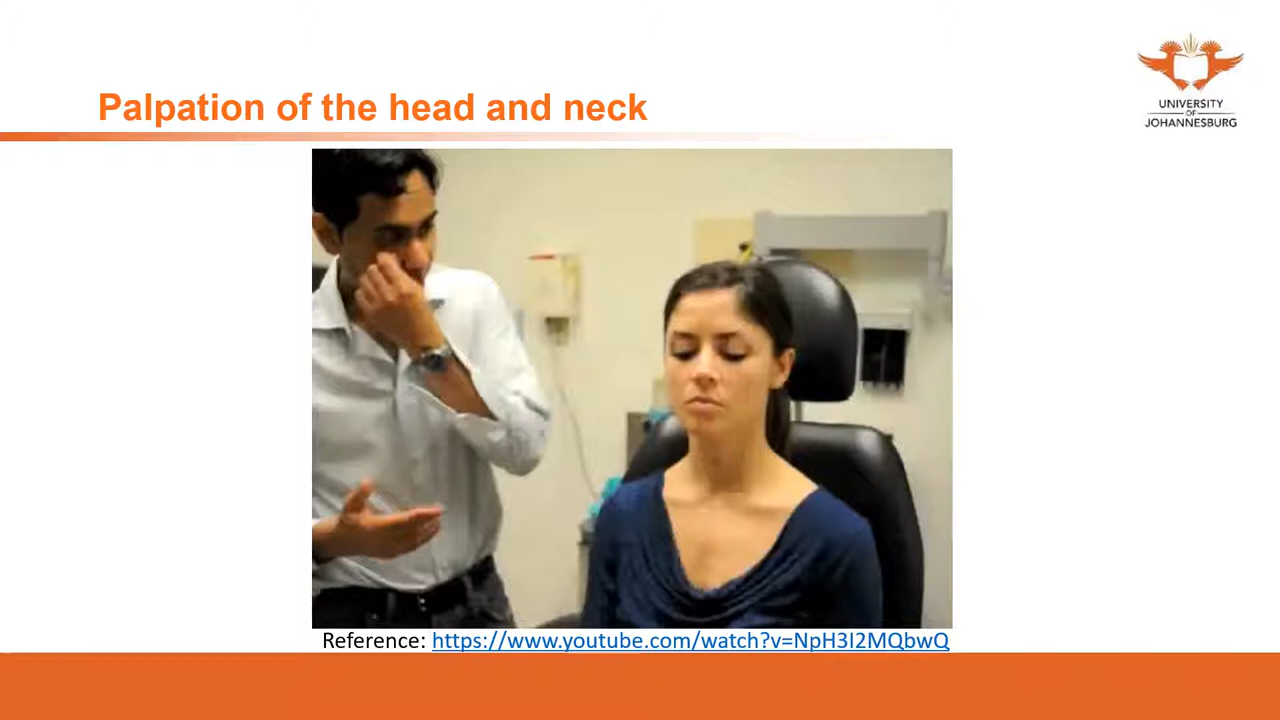 Palpation of the head and neck
UNIVERSITY
OF
JOHANNESBURG
Reference: https://www.youtube.com/watch?v=NpH3I2MQbwQ